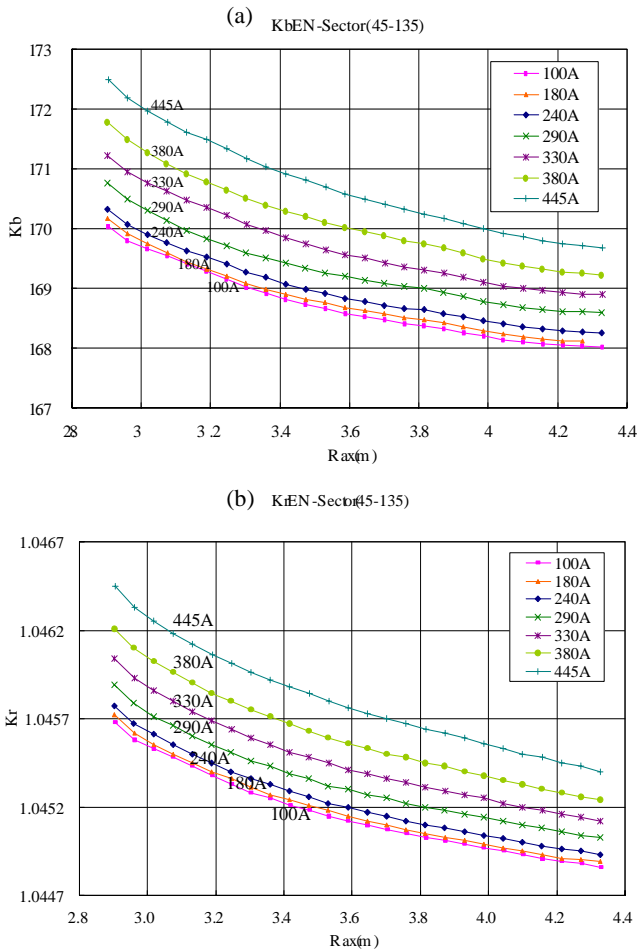 (a) KbEN-Sector(45-135)
173
172
171
170
169
168
167
Kb
445A
380A
330A
290A
240A
180A
100A
100A
180A
240A
290A
330A
380A
445A
28 3 3.2 3.4 3.6 3.8 4 4.2 4.4
Rax(m)
(b) KrEN-Sector(45-135)
1.0467
1.0462
1.0457
1.0452
1.0447
Kr
445A
380A
330A
290A
240A
180A
100A
100A
180A
240A
290A
330A
380A
445A
2.8 3.0 3.2 3.4 3.6 3.8 4.0 4.2 4.4
Rax(m)